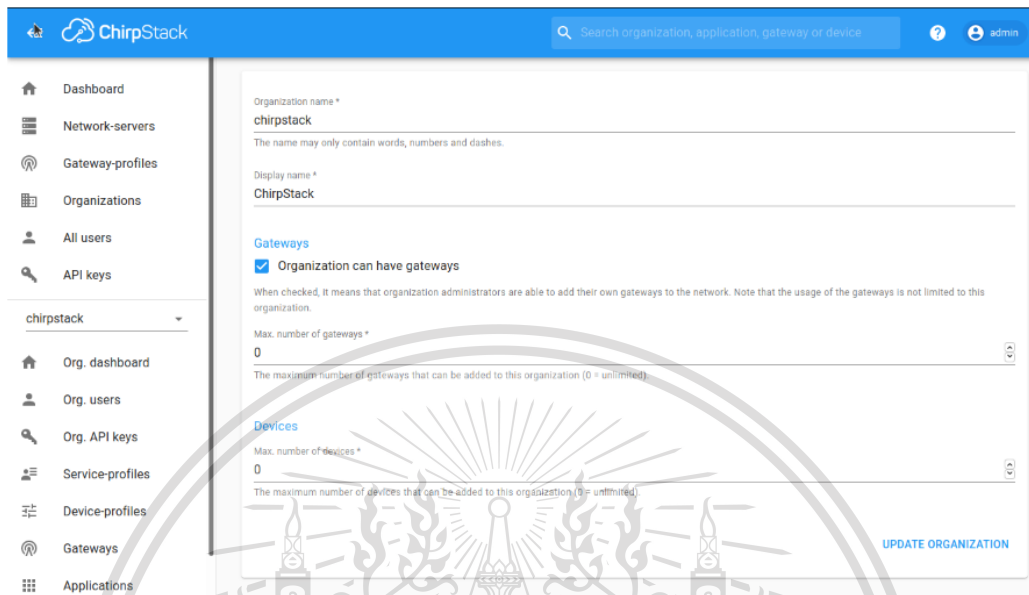 ChirpStack
Search organization, application, gateway or device
? admin
Dashboard
Network-servers
Gateway-profiles
Organizations
All users
API keys
chirpstack
Org. dashboard
Org. users
Org. API keys
Service-profiles
Device-profiles
Gateways
Applications
Organization name *
chirpstack
The name may only contain words, numbers and dashes.
Display name *
ChirpStack
Gateways
Organization can have gateways
When checked, it means that organization administrators are able to add their own gateways to the network. Note that the usage of the gateways is not limited to this
organization.
Max. number of gateways *
0
The maximum number of gateways that can be added to this organization (0 = unlimited).
Devices
Max. number of devices *
0
The maximum number of devices that can be added to this organization (0 = unlimited).
UPDATE ORGANIZATION